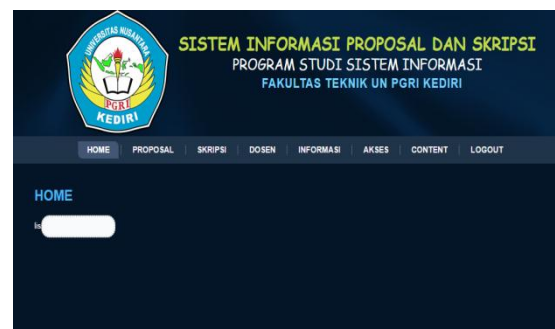 UNIVERSITAS NUSANTARA
PGRI
KEDIRI
SISTEM INFORMASI PROPOSAL DAN SKRIPSI
PROGRAM STUDI SISTEM INFORMASI
FAKULTAS TEKNIK UN PGRI KEDIRI
HOME PROPOSAL SKRIPSI DOSEN INFORMASI AKSES CONTENT LOGOUT
HOME